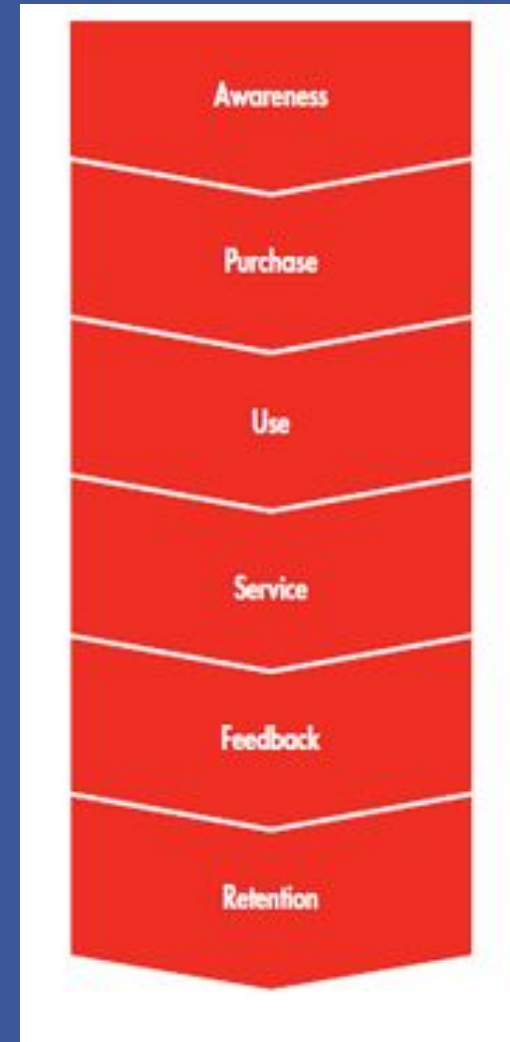 Awareness
Purchase
Use
Service
Feedback
Retention